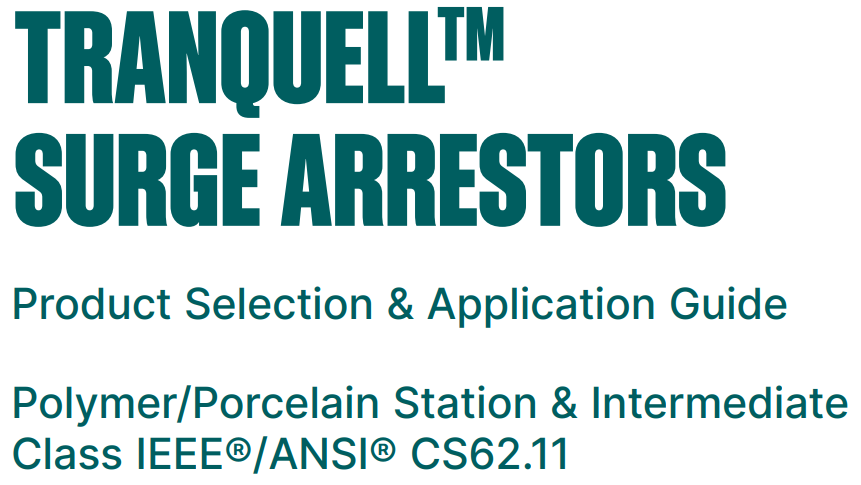 TRANQUELL™
SURGE ARRESTORS
Product Selection & Application Guide
Polymer/Porcelain Station & Intermediate
Class IEEE®/ANSI® CS62.11